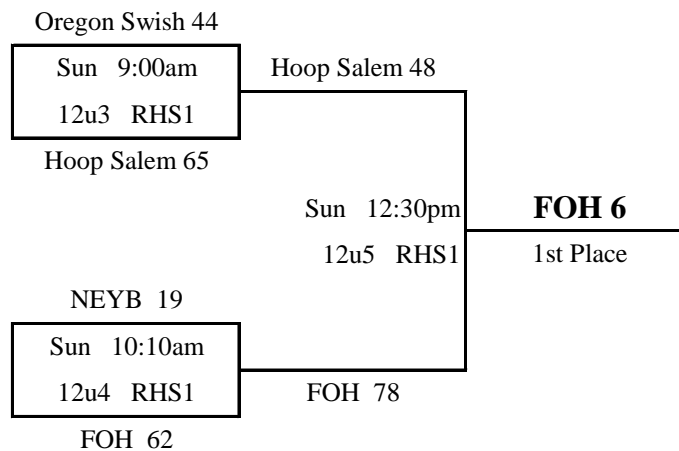 Oregon Swish 44
Sun 9:00am
12u3 RHS1
Hoop Salem 65
Hoop Salem 48
Sun 12:30pm
12u5 RHS1
FOH 6
1st Place
NEYB 19
Sun 10:10am
12u4 RHS1
FOH 62
FOH 78